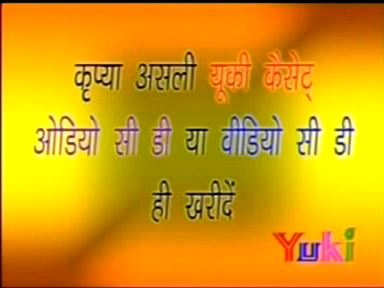 कृप्या असली यूकी कैसेट्
ओडियो सी डी या वीडियो सी डी
ही खरीदें
Yuki